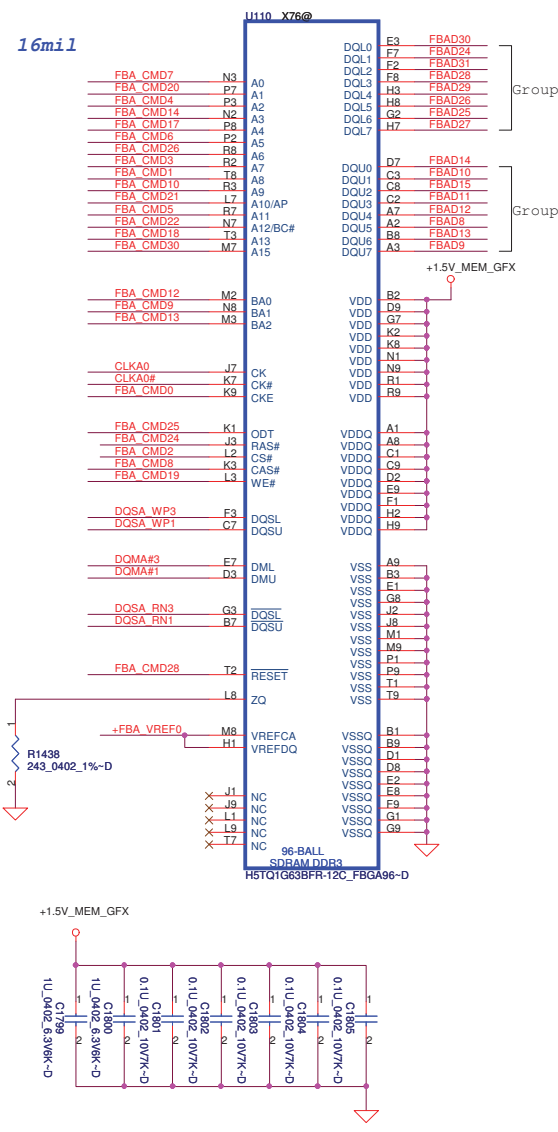 16mil
U110 X76@
FBA_CMD7 N3 A0
FBA_CMD20 P7 A1
FBA_CMD4 P3 A2
FBA_CMD14 N2 A3
FBA_CMD17 P8 A4
FBA_CMD6 P2 A5
FBA_CMD26 R8 A6
FBA_CMD3 R2 A7
FBA_CMD1 T8 A8
FBA_CMD10 R3 A9
FBA_CMD21 L7 A10/AP
FBA_CMD5 R7 A11
FBA_CMD22 N7 A12/BC#
FBA_CMD18 T3 A13
FBA_CMD30 M7 A15
FBA_CMD12 M2 BA0
FBA_CMD9 N8 BA1
FBA_CMD13 M3 BA2
CLKA0 J7 CK
CLKA0# K7 CK#
FBA_CMD0 K9 CKE
FBA_CMD25 K1 ODT
FBA_CMD24 J3 RAS#
FBA_CMD2 L2 CS#
FBA_CMD8 K3 CAS#
FBA_CMD19 L3 WE#
DQSA_WP3 F3 DQSL
DQSA_WP1 C7 DQSU
DQMA#3 E7 DML
DQMA#1 D3 DMU
DQSA_RN3 G3 DQSL
DQSA_RN1 B7 DQSU
FBA_CMD28 T2 RESET
L8 ZQ
+FBA_VREF0 M8 VREFCA
H1 VREFDQ
J1 NC
J9 NC
L1 NC
L9 NC
T7 NC
1
R1438
243_0402_1%~D
2
DQL0 E3 FBAD30
DQL1 F7 FBAD24
DQL2 F2 FBAD31
DQL3 F8 FBAD28
DQL4 H3 FBAD29
DQL5 H8 FBAD26
DQL6 G2 FBAD25
DQL7 H7 FBAD27
Group
DQU0 D7 FBAD14
DQU1 C3 FBAD10
DQU2 C8 FBAD15
DQU3 C2 FBAD11
DQU4 A7 FBAD12
DQU5 A2 FBAD8
DQU6 B8 FBAD13
DQU7 A3 FBAD9
Group
+1.5V_MEM_GFX
VDD B2
VDD D9
VDD G7
VDD K2
VDD K8
VDD N1
VDD N9
VDD R1
VDD R9
VDDQ A1
VDDQ A8
VDDQ C1
VDDQ C9
VDDQ D2
VDDQ E9
VDDQ F1
VDDQ H2
VDDQ H9
VSS A9
VSS B3
VSS E1
VSS G8
VSS J2
VSS J8
VSS M1
VSS M9
VSS P1
VSS P9
VSS T1
VSS T9
VSSQ B1
VSSQ B9
VSSQ D1
VSSQ D8
VSSQ E2
VSSQ E8
VSSQ F9
VSSQ G1
VSSQ G9
96-BALL
SDRAM DDR3
H5TQ1G63BFR-12C_FBGA96~D
+1.5V_MEM_GFX
1 2
C1799
1U_0402_6.3V6K~D
1 2
C1800
1U_0402_6.3V6K~D
1 2
C1801
0.1U_0402_10V7K~D
1 2
C1802
0.1U_0402_10V7K~D
1 2
C1803
0.1U_0402_10V7K~D
1 2
C1804
0.1U_0402_10V7K~D
1 2
C1805
0.1U_0402_10V7K~D